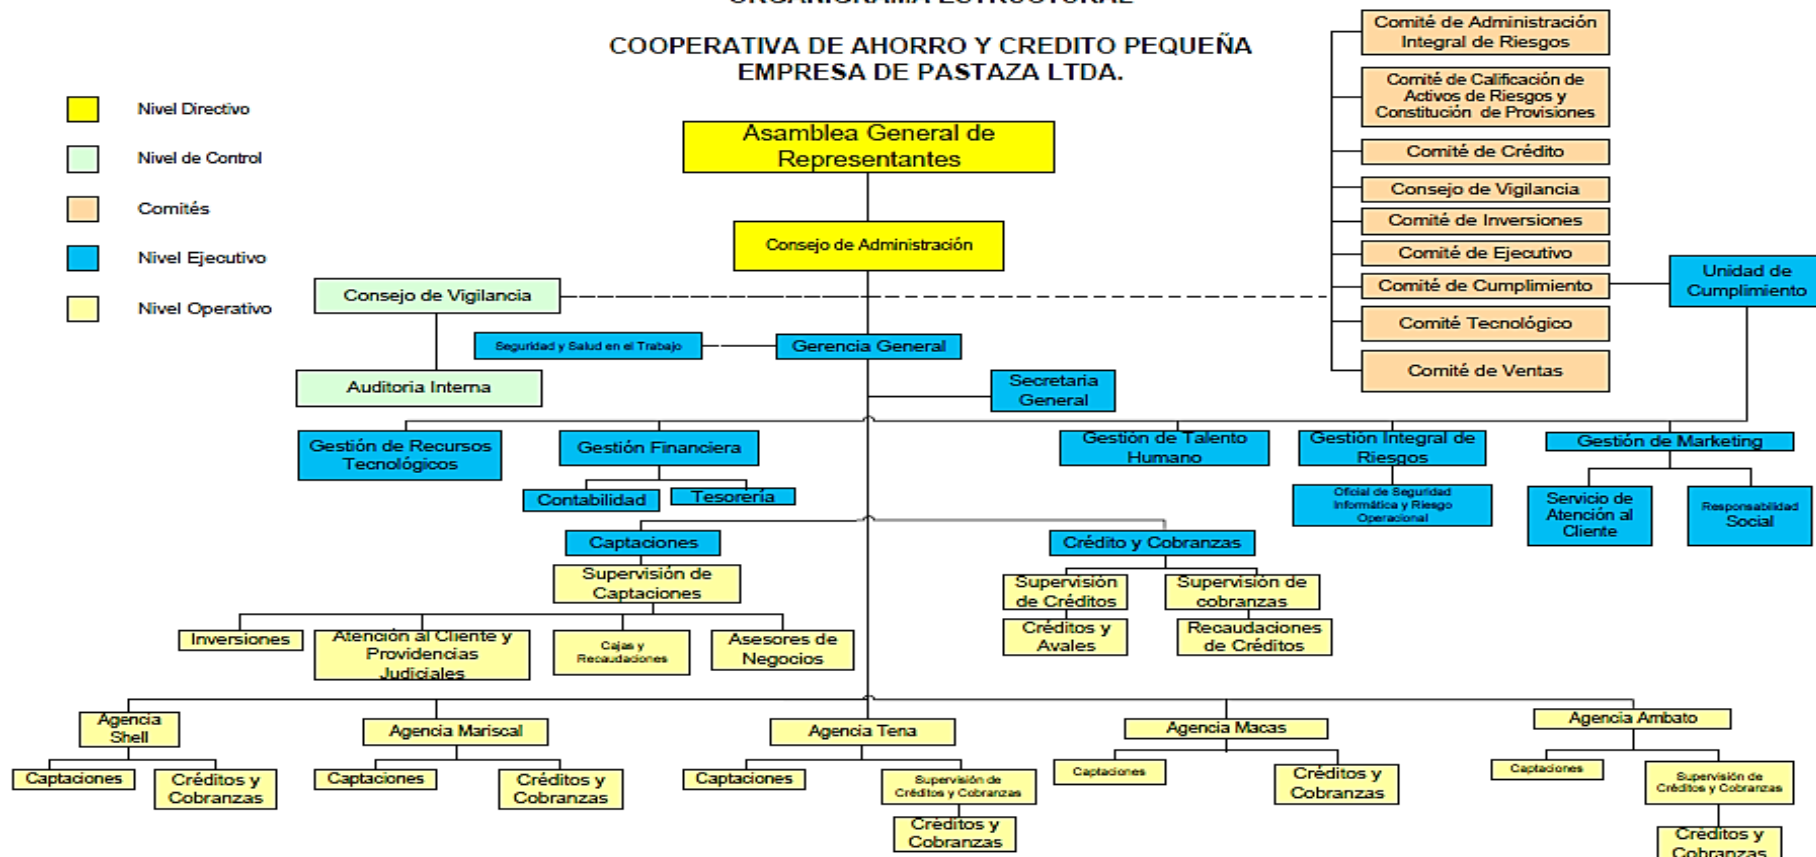 ORGANIGRAMA ESTRUCTURAL
COOPERATIVA DE AHORRO Y CREDITO PEQUEÑA
EMPRESA DE PASTAZA LTDA.
Nivel Directivo
Nivel de Control
Comités
Nivel Ejecutivo
Nivel Operativo
Asamblea General de
Representantes
Consejo de Administración
Consejo de Vigilancia
Auditoria Interna
Seguridad y Salud en el Trabajo
Gerencia General
Secretaria
General
Comité de Administración
Integral de Riesgos
Comité de Calificación de
Activos de Riesgos y
Constitución de Provisiones
Comité de Crédito
Consejo de Vigilancia
Comité de Inversiones
Comité de Ejecutivo
Comité de Cumplimiento
Comité Tecnológico
Comité de Ventas
Unidad de
Cumplimiento
Gestión de Recursos
Tecnológicos
Gestión Financiera
Contabilidad
Tesorería
Gestión de Talento
Humano
Gestión Integral de
Riesgos
Oficial de Seguridad
Informática y Riesgo
Operacional
Gestión de Marketing
Servicio de
Atención al
Cliente
Responsabilidad
Social
Captaciones
Supervisión de
Captaciones
Inversiones
Atención al Cliente y
Providencias
Judiciales
Cajas y
Recaudaciones
Asesores de
Negocios
Crédito y Cobranzas
Supervisión
de Créditos
Créditos y
Avales
Supervisión de
cobranzas
Recaudaciones
de Créditos
Agencia
Shell
Captaciones
Créditos y
Cobranzas
Agencia Mariscal
Captaciones
Créditos y
Cobranzas
Agencia Tena
Captaciones
Supervisión de
Créditos y Cobranzas
Créditos y
Cobranzas
Agencia Macas
Captaciones
Créditos y
Cobranzas
Agencia Ambato
Captaciones
Supervisión de
Créditos y Cobranzas
Créditos y
Cobranzas